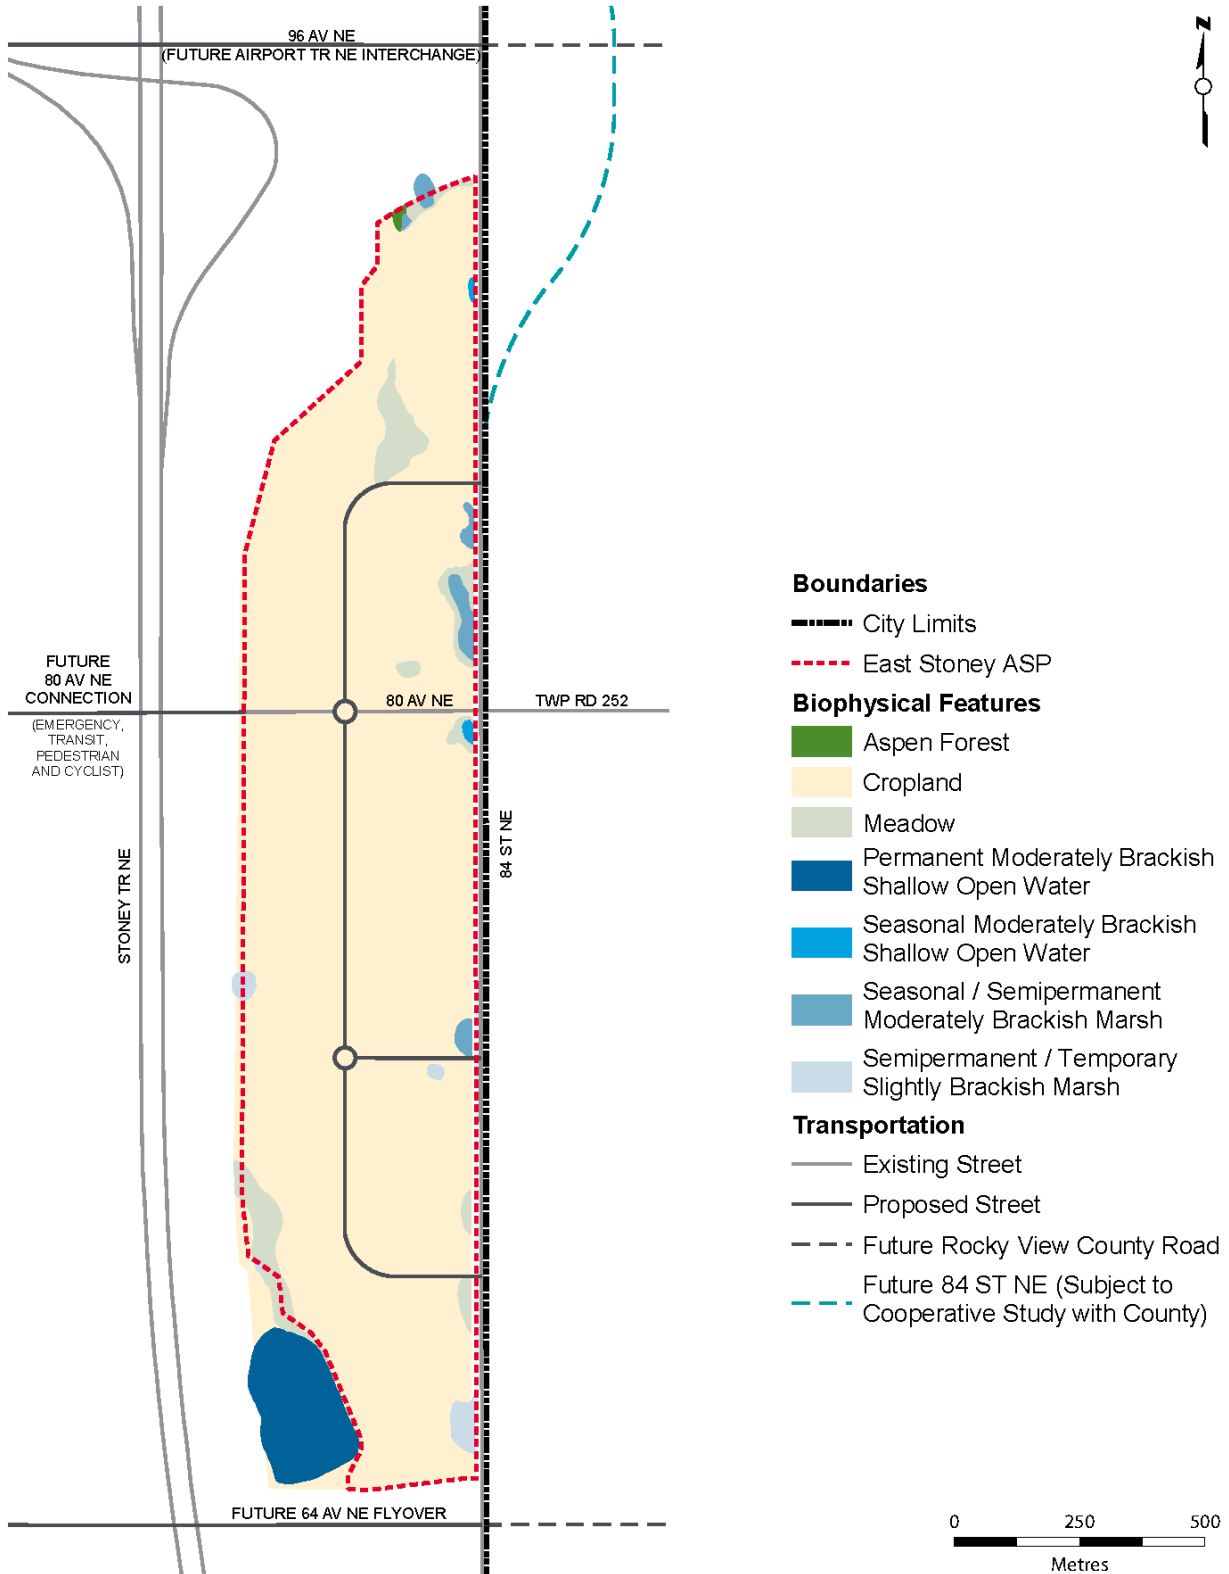 96 AV NE
(FUTURE AIRPORT TR NE INTERCHANGE)
N
FUTURE
80 AV NE
CONNECTION
(EMERGENCY,
TRANSIT,
PEDESTRIAN
AND CYCLIST)
80 AV NE
TWP RD 252
STONEY TR NE
84 ST NE
FUTURE 64 AV NE FLYOVER
Boundaries
City Limits
East Stoney ASP
Biophysical Features
Aspen Forest
Cropland
Meadow
Permanent Moderately Brackish
Shallow Open Water
Seasonal Moderately Brackish
Shallow Open Water
Seasonal / Semipermanent
Moderately Brackish Marsh
Semipermanent / Temporary
Slightly Brackish Marsh
Transportation
Existing Street
Proposed Street
Future Rocky View County Road
Future 84 ST NE (Subject to
Cooperative Study with County)
0 250 500
Metres